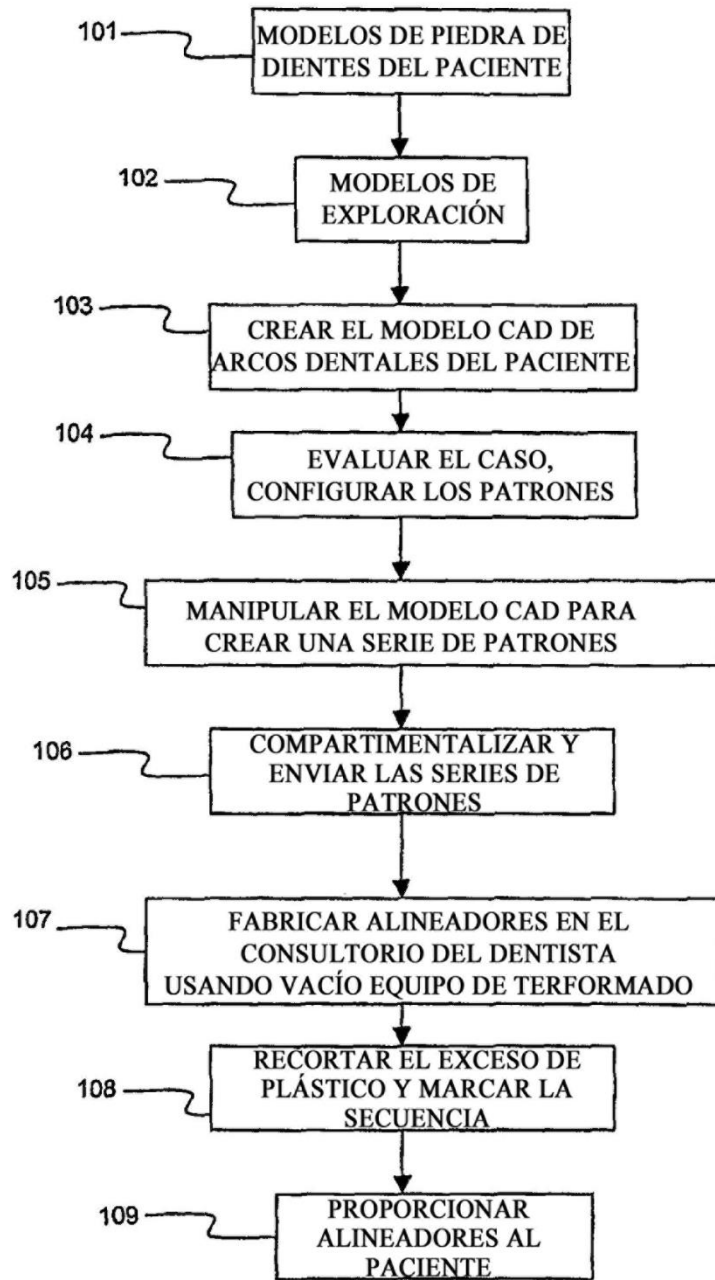 101
MODELOS DE PIEDRA DE
DIENTES DEL PACIENTE
102
MODELOS DE
EXPLORACIÓN
103
CREAR EL MODELO CAD DE
ARCOS DENTALES DEL PACIENTE
104
EVALUAR EL CASO,
CONFIGURAR LOS PATRONES
105
MANIPULAR EL MODELO CAD PARA
CREAR UNA SERIE DE PATRONES
106
COMPARTIMENTALIZAR Y
ENVIAR LAS SERIES DE
PATRONES
107
FABRICAR ALINEADORES EN EL
CONSULTORIO DEL DENTISTA
USANDO VACÍO EQUIPO DE TERFORMADO
108
RECORTAR EL EXCESO DE
PLÁSTICO Y MARCAR LA
SECUENCIA
109
PROPORCIONAR
ALINEADORES AL
PACIENTE